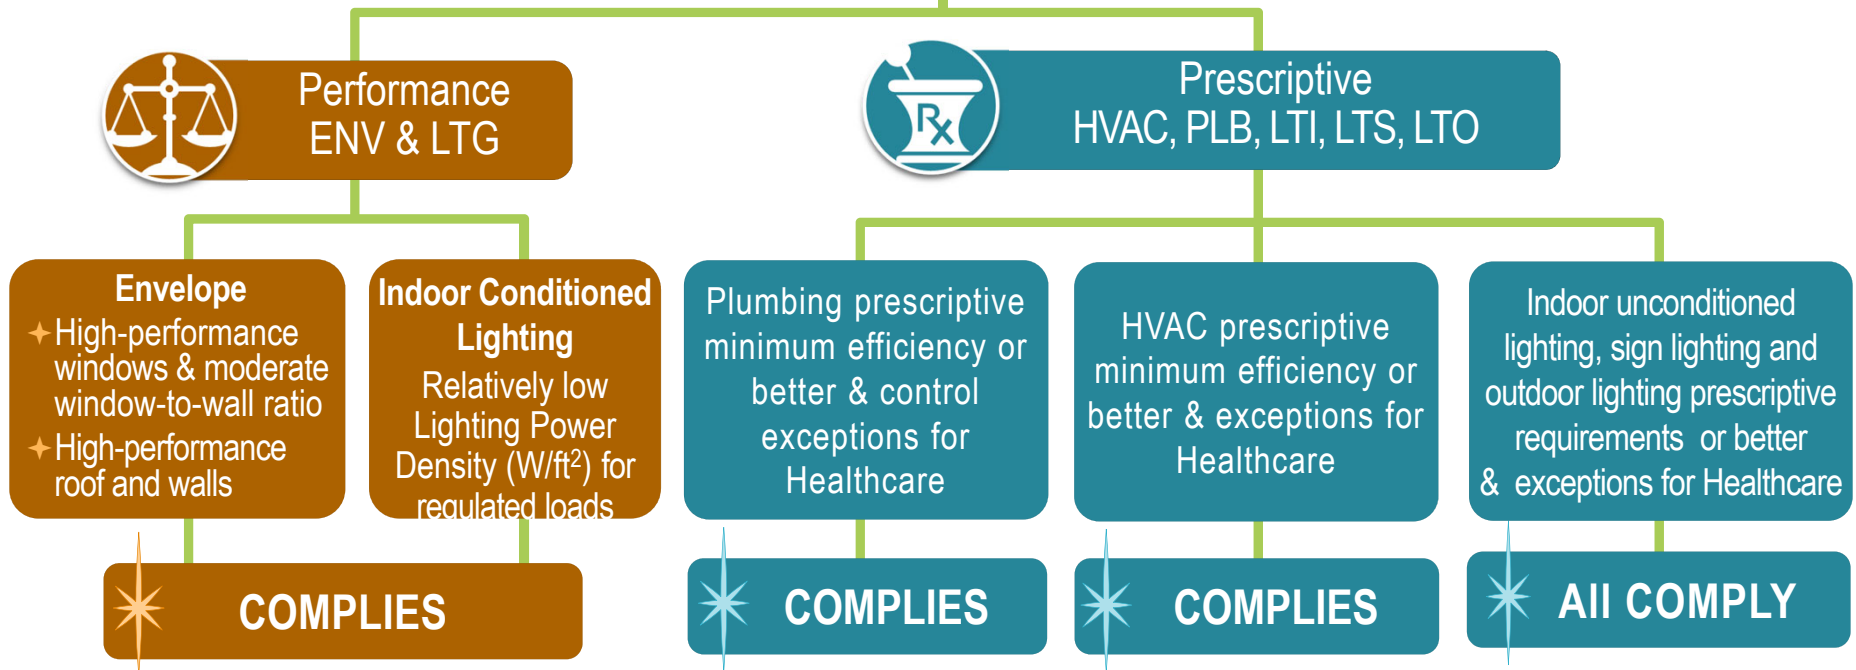 Performance
ENV & LTG
Rx
Prescriptive
HVAC, PLB, LTI, LTS, LTO
Envelope
High-performance
windows & moderate
window-to-wall ratio
High-performance
roof and walls
Indoor Conditioned
Lighting
Relatively low
Lighting Power
Density (W/ft²) for
regulated loads
Plumbing prescriptive
minimum efficiency or
better & control
exceptions for
Healthcare
HVAC prescriptive
minimum efficiency or
better & exceptions for
Healthcare
Indoor unconditioned
lighting, sign lighting and
outdoor lighting prescriptive
requirements or better
& exceptions for Healthcare
COMPLIES
COMPLIES
COMPLIES
All COMPLY